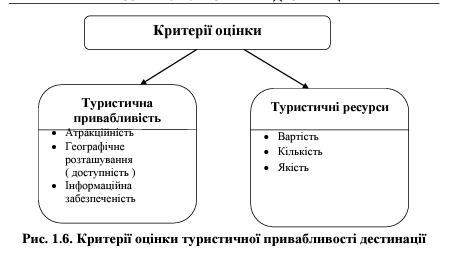 Критерії оцінки
Туристична
привабливість
• Атракційність
• Географічне
розташування
( доступність )
• Інформаційна
забезпеченість
Туристичні ресурси
• Вартість
• Кількість
• Якість
Рис. 1.6. Критерії оцінки туристичної привабливості дестинації